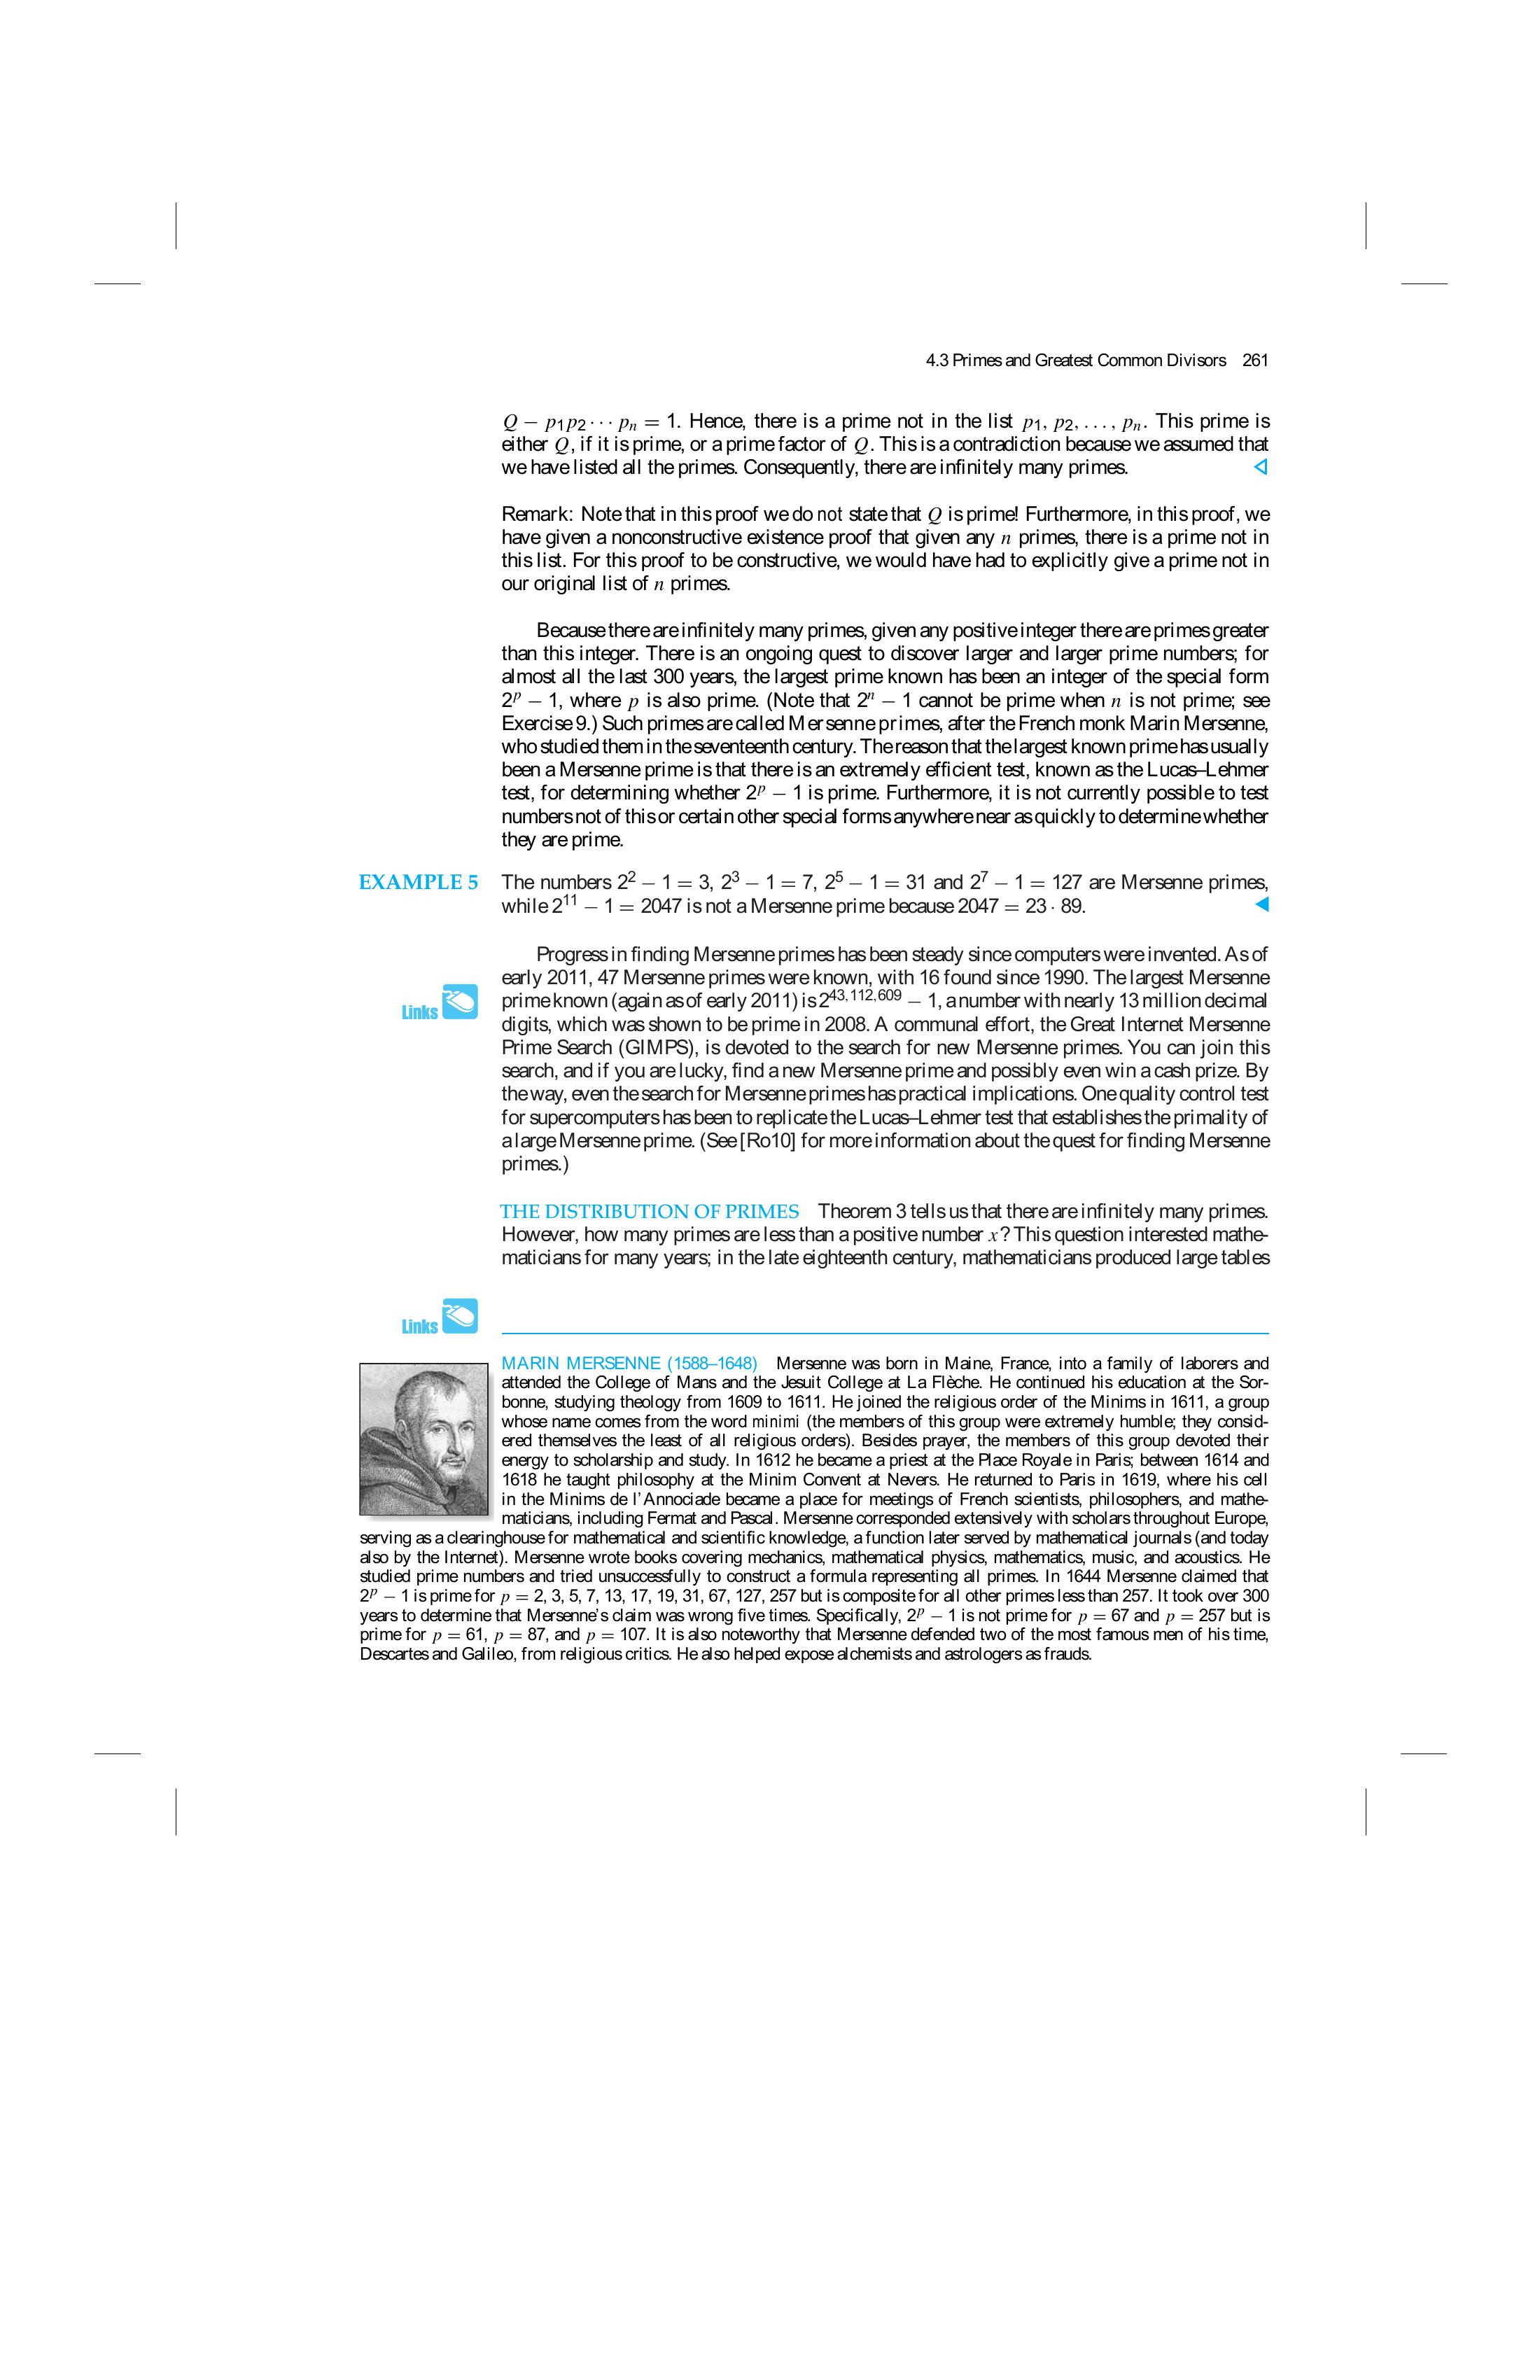 4.3 Primes and Greatest Common Divisors 261
Q − p₁p₂ ··· pₙ = 1. Hence, there is a prime not in the list p₁, p₂, . . . , pₙ. This prime is
either Q, if it is prime, or a prime factor of Q. This is a contradiction because we assumed that
we have listed all the primes. Consequently, there are infinitely many primes.
Remark: Note that in this proof we do not state that Q is prime! Furthermore, in this proof, we
have given a nonconstructive existence proof that given any n primes, there is a prime not in
this list. For this proof to be constructive, we would have had to explicitly give a prime not in
our original list of n primes.
Because there are infinitely many primes, given any positive integer there are primes greater
than this integer. There is an ongoing quest to discover larger and larger prime numbers; for
almost all the last 300 years, the largest prime known has been an integer of the special form
2ᵖ − 1, where p is also prime. (Note that 2ⁿ − 1 cannot be prime when n is not prime; see
Exercise 9.) Such primes are called Mersenne primes, after the French monk Marin Mersenne,
who studied them in the seventeenth century. The reason that the largest known prime has usually
been a Mersenne prime is that there is an extremely efficient test, known as the Lucas–Lehmer
test, for determining whether 2ᵖ − 1 is prime. Furthermore, it is not currently possible to test
numbers not of this or certain other special forms anywhere near as quickly to determine whether
they are prime.
EXAMPLE 5 The numbers 2² − 1 = 3, 2³ − 1 = 7, 2⁵ − 1 = 31 and 2⁷ − 1 = 127 are Mersenne primes,
while 2¹¹ − 1 = 2047 is not a Mersenne prime because 2047 = 23 · 89.
Progress in finding Mersenne primes has been steady since computers were invented. As of
early 2011, 47 Mersenne primes were known, with 16 found since 1990. The largest Mersenne
Links
prime known (again as of early 2011) is 2^43,112,609 − 1, a number with nearly 13 million decimal
digits, which was shown to be prime in 2008. A communal effort, the Great Internet Mersenne
Prime Search (GIMPS), is devoted to the search for new Mersenne primes. You can join this
search, and if you are lucky, find a new Mersenne prime and possibly even win a cash prize. By
the way, even the search for Mersenne primes has practical implications. One quality control test
for supercomputers has been to replicate the Lucas–Lehmer test that establishes the primality of
a large Mersenne prime. (See [Ro10] for more information about the quest for finding Mersenne
primes.)
THE DISTRIBUTION OF PRIMES Theorem 3 tells us that there are infinitely many primes.
However, how many primes are less than a positive number x? This question interested mathe-
maticians for many years; in the late eighteenth century, mathematicians produced large tables
Links
MARIN MERSENNE (1588–1648) Mersenne was born in Maine, France, into a family of laborers and
attended the College of Mans and the Jesuit College at La Flèche. He continued his education at the Sor-
bonne, studying theology from 1609 to 1611. He joined the religious order of the Minims in 1611, a group
whose name comes from the word minimi (the members of this group were extremely humble; they consid-
ered themselves the least of all religious orders). Besides prayer, the members of this group devoted their
energy to scholarship and study. In 1612 he became a priest at the Place Royale in Paris; between 1614 and
1618 he taught philosophy at the Minim Convent at Nevers. He returned to Paris in 1619, where his cell
in the Minims de l'Annociade became a place for meetings of French scientists, philosophers, and mathe-
maticians, including Fermat and Pascal. Mersenne corresponded extensively with scholars throughout Europe,
serving as a clearinghouse for mathematical and scientific knowledge, a function later served by mathematical journals (and today
also by the Internet). Mersenne wrote books covering mechanics, mathematical physics, mathematics, music, and acoustics. He
studied prime numbers and tried unsuccessfully to construct a formula representing all primes. In 1644 Mersenne claimed that
2ᵖ − 1 is prime for p = 2, 3, 5, 7, 13, 17, 19, 31, 67, 127, 257 but is composite for all other primes less than 257. It took over 300
years to determine that Mersenne's claim was wrong five times. Specifically, 2ᵖ − 1 is not prime for p = 67 and p = 257 but is
prime for p = 61, p = 87, and p = 107. It is also noteworthy that Mersenne defended two of the most famous men of his time,
Descartes and Galileo, from religious critics. He also helped expose alchemists and astrologers as frauds.